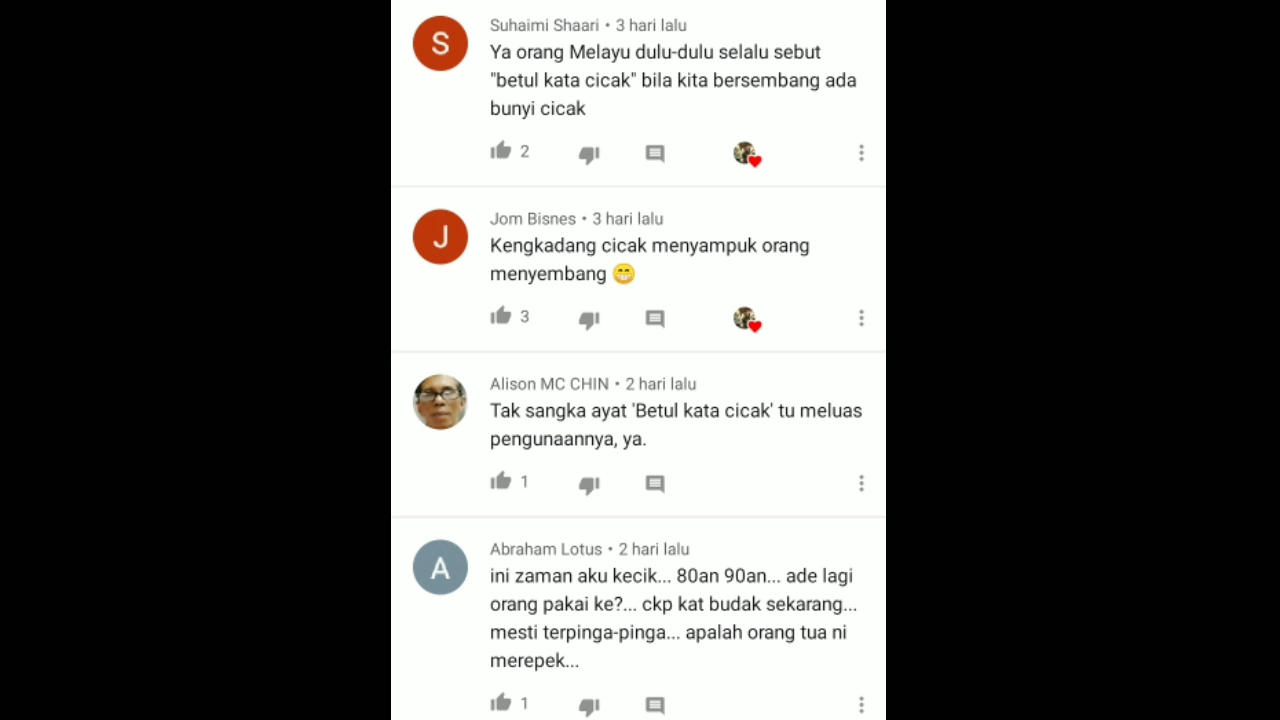 S
Suhaimi Shaari • 3 hari lalu
Ya orang Melayu dulu-dulu selalu sebut
"betul kata cicak" bila kita bersembang ada
bunyi cicak
2
J
Jom Bisnes • 3 hari lalu
Kengkadang cicak menyampuk orang
menyembang 😁
3
Alison MC CHIN • 2 hari lalu
Tak sangka ayat 'Betul kata cicak' tu meluas
pengunaannya, ya.
1
A
Abraham Lotus • 2 hari lalu
ini zaman aku kecik... 80an 90an... ade lagi
orang pakai ke?... ckp kat budak sekarang...
mesti terpinga-pinga... apalah orang tua ni
merepek...
1